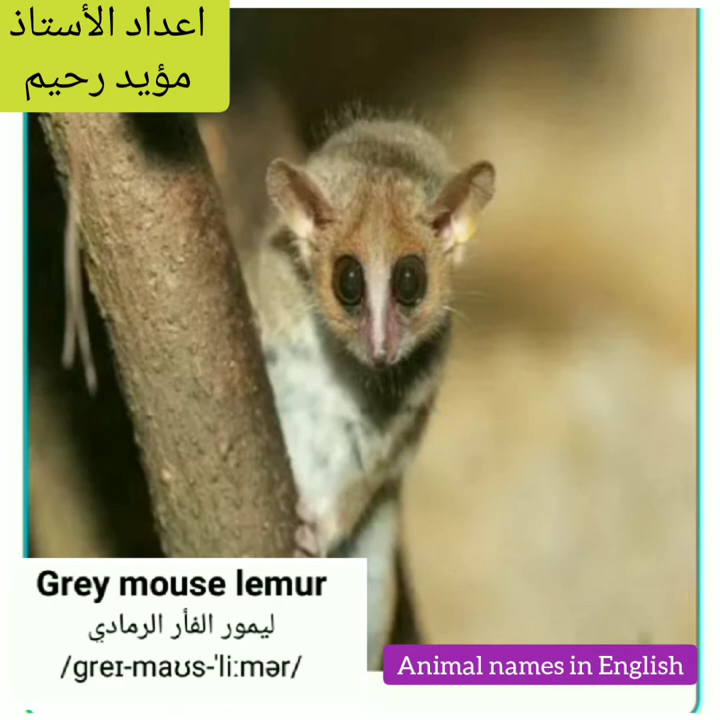 اعداد الأستاذ
مؤيد رحيم
Grey mouse lemur
ليمور الفأر الرمادي
/greɪ-maʊs-ˈliːmər/
Animal names in English